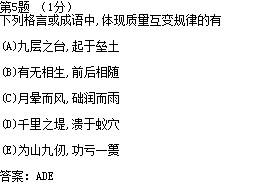 第5题 （1分）
下列格言或成语中,体现质量互变规律的有
(A)九层之台,起于垒土
(B)有无相生,前后相随
(C)月晕而风,础润而雨
(D)千里之堤,溃于蚁穴
(E)为山九仞,功亏一篑
答案：ADE